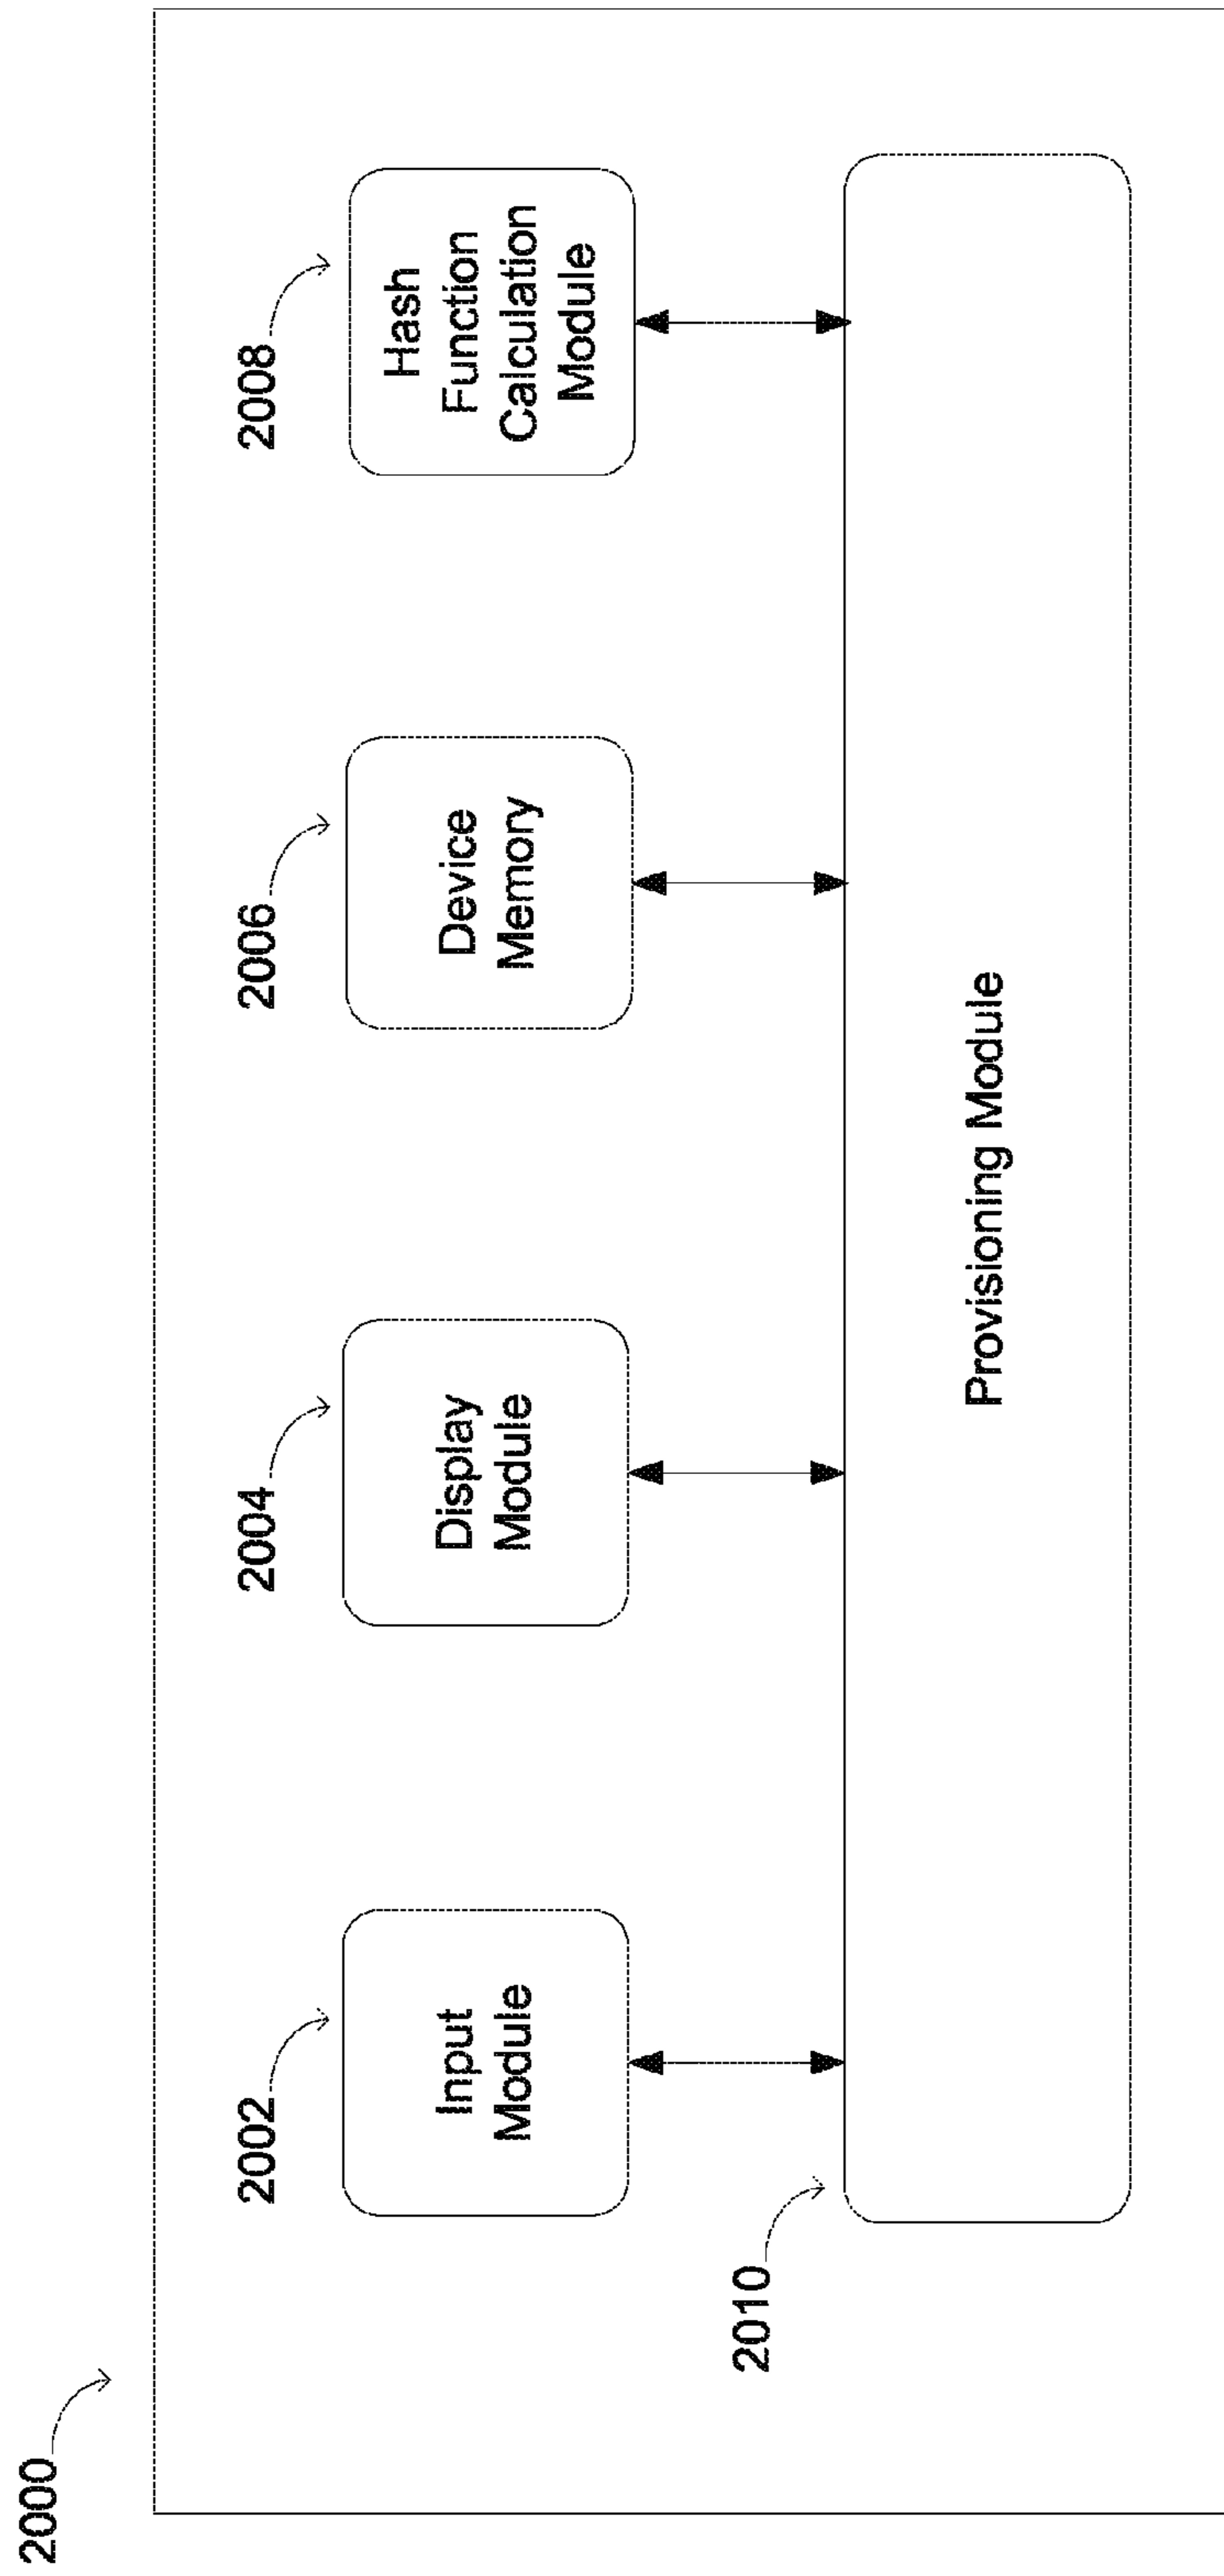 2000
2002
Input
Module
2004
Display
Module
2006
Device
Memory
2008
Hash
Function
Calculation
Module
2010
Provisioning Module